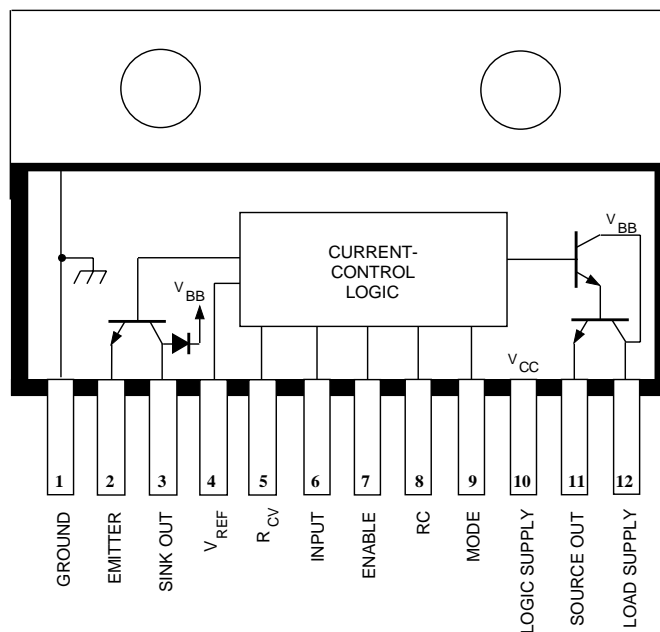 V BB
CURRENT-
CONTROL
LOGIC
V BB
V CC
1 2 3 4 5 6 7 8 9 10 11 12
GROUND
EMITTER
SINK OUT
V REF
R CV
INPUT
ENABLE
RC
MODE
LOGIC SUPPLY
SOURCE OUT
LOAD SUPPLY